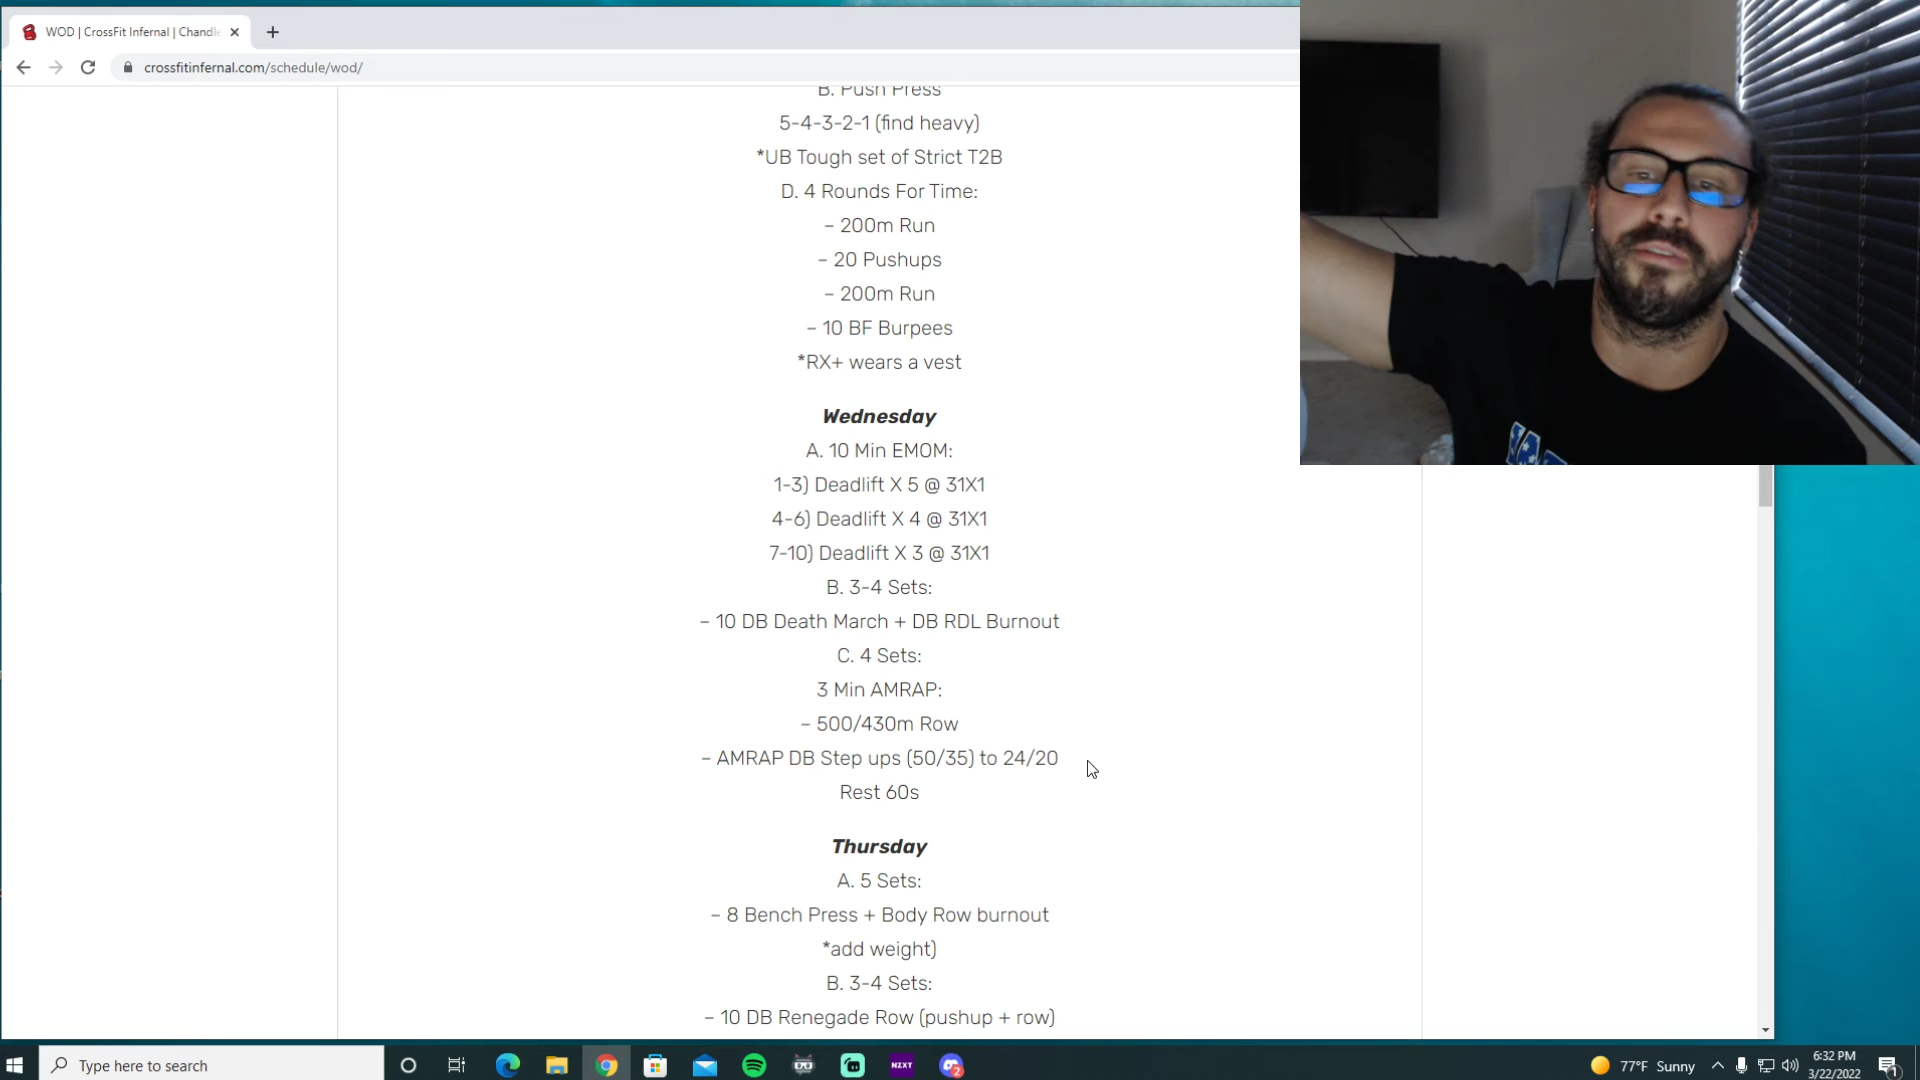 WOD | CrossFit Infernal | Chandle
crossfitinfernal.com/schedule/wod/
B. Push Press
5-4-3-2-1 (find heavy)
*UB Tough set of Strict T2B
D. 4 Rounds For Time:
– 200m Run
– 20 Pushups
– 200m Run
– 10 BF Burpees
*RX+ wears a vest
Wednesday
A. 10 Min EMOM:
1-3) Deadlift X 5 @ 31X1
4-6) Deadlift X 4 @ 31X1
7-10) Deadlift X 3 @ 31X1
B. 3-4 Sets:
– 10 DB Death March + DB RDL Burnout
C. 4 Sets:
3 Min AMRAP:
– 500/430m Row
– AMRAP DB Step ups (50/35) to 24/20
Rest 60s
Thursday
A. 5 Sets:
– 8 Bench Press + Body Row burnout
*add weight)
B. 3-4 Sets:
– 10 DB Renegade Row (pushup + row)
Type here to search
NZXT
2
77°F Sunny
6:32 PM
3/22/2022
1